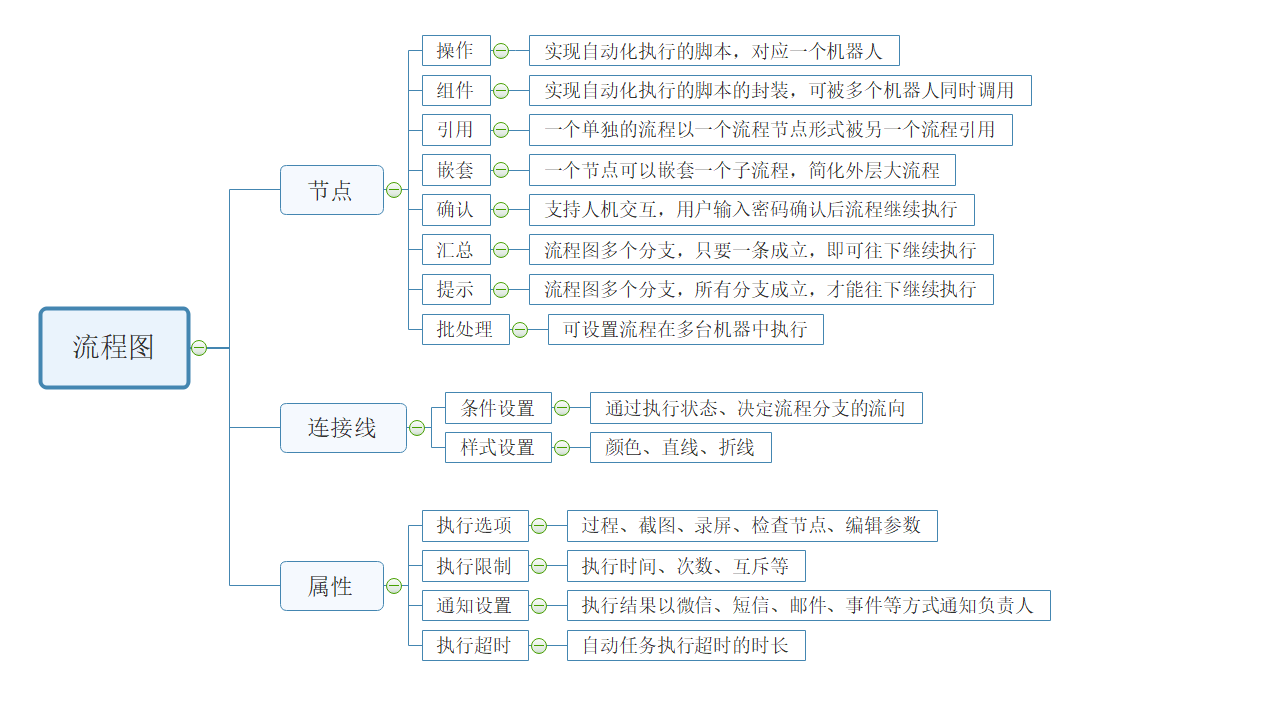 流程图
节点
操作
实现自动化执行的脚本，对应一个机器人
组件
实现自动化执行的脚本的封装，可被多个机器人同时调用
引用
一个单独的流程以一个流程节点形式被另一个流程引用
嵌套
一个节点可以嵌套一个子流程，简化外层大流程
确认
支持人机交互，用户输入密码确认后流程继续执行
汇总
流程图多个分支，只要一条成立，即可往下继续执行
提示
流程图多个分支，所有分支成立，才能往下继续执行
批处理
可设置流程在多台机器中执行
连接线
条件设置
通过执行状态、决定流程分支的流向
样式设置
颜色、直线、折线
属性
执行选项
过程、截图、录屏、检查节点、编辑参数
执行限制
执行时间、次数、互斥等
通知设置
执行结果以微信、短信、邮件、事件等方式通知负责人
执行超时
自动任务执行超时的时长